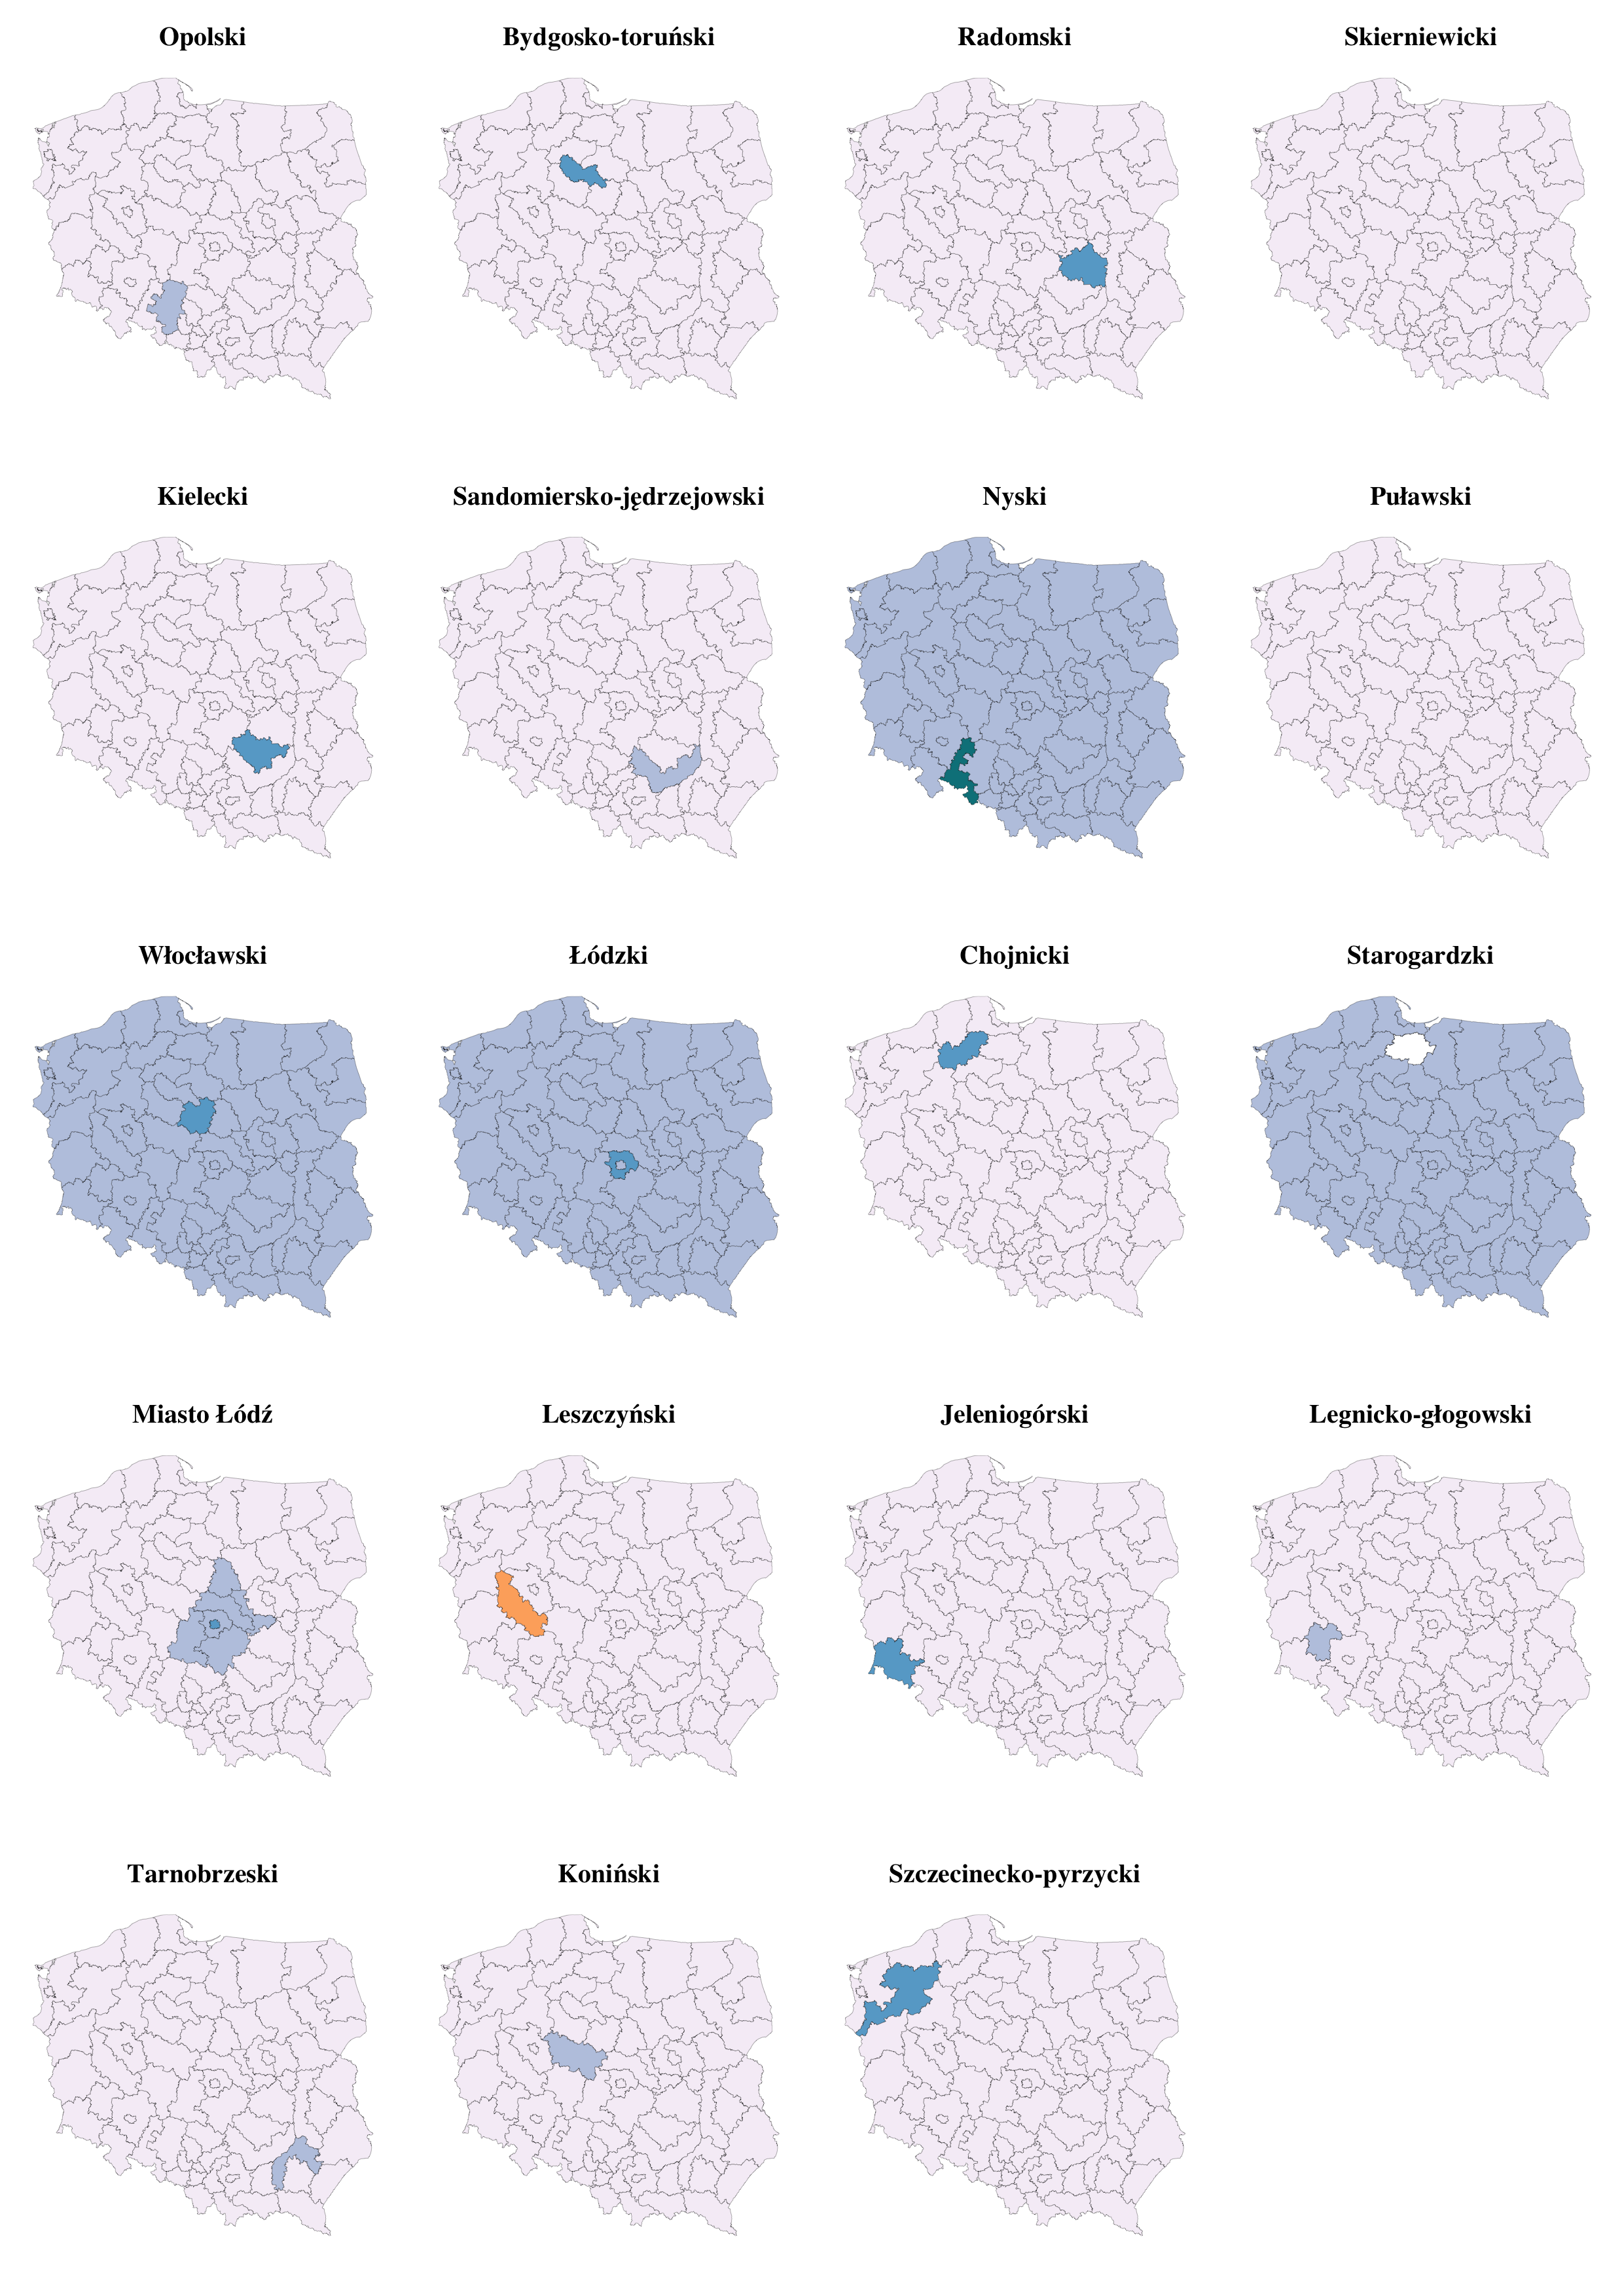 Opolski
Bydgosko-toruński
Radomski
Skierniewicki
Kielecki
Sandomiersko-jędrzejowski
Nyski
Puławski
Włocławski
Łódzki
Chojnicki
Starogardzki
Miasto Łódź
Leszczyński
Jeleniogórski
Legnicko-głogowski
Tarnobrzeski
Koniński
Szczecinecko-pyrzycki